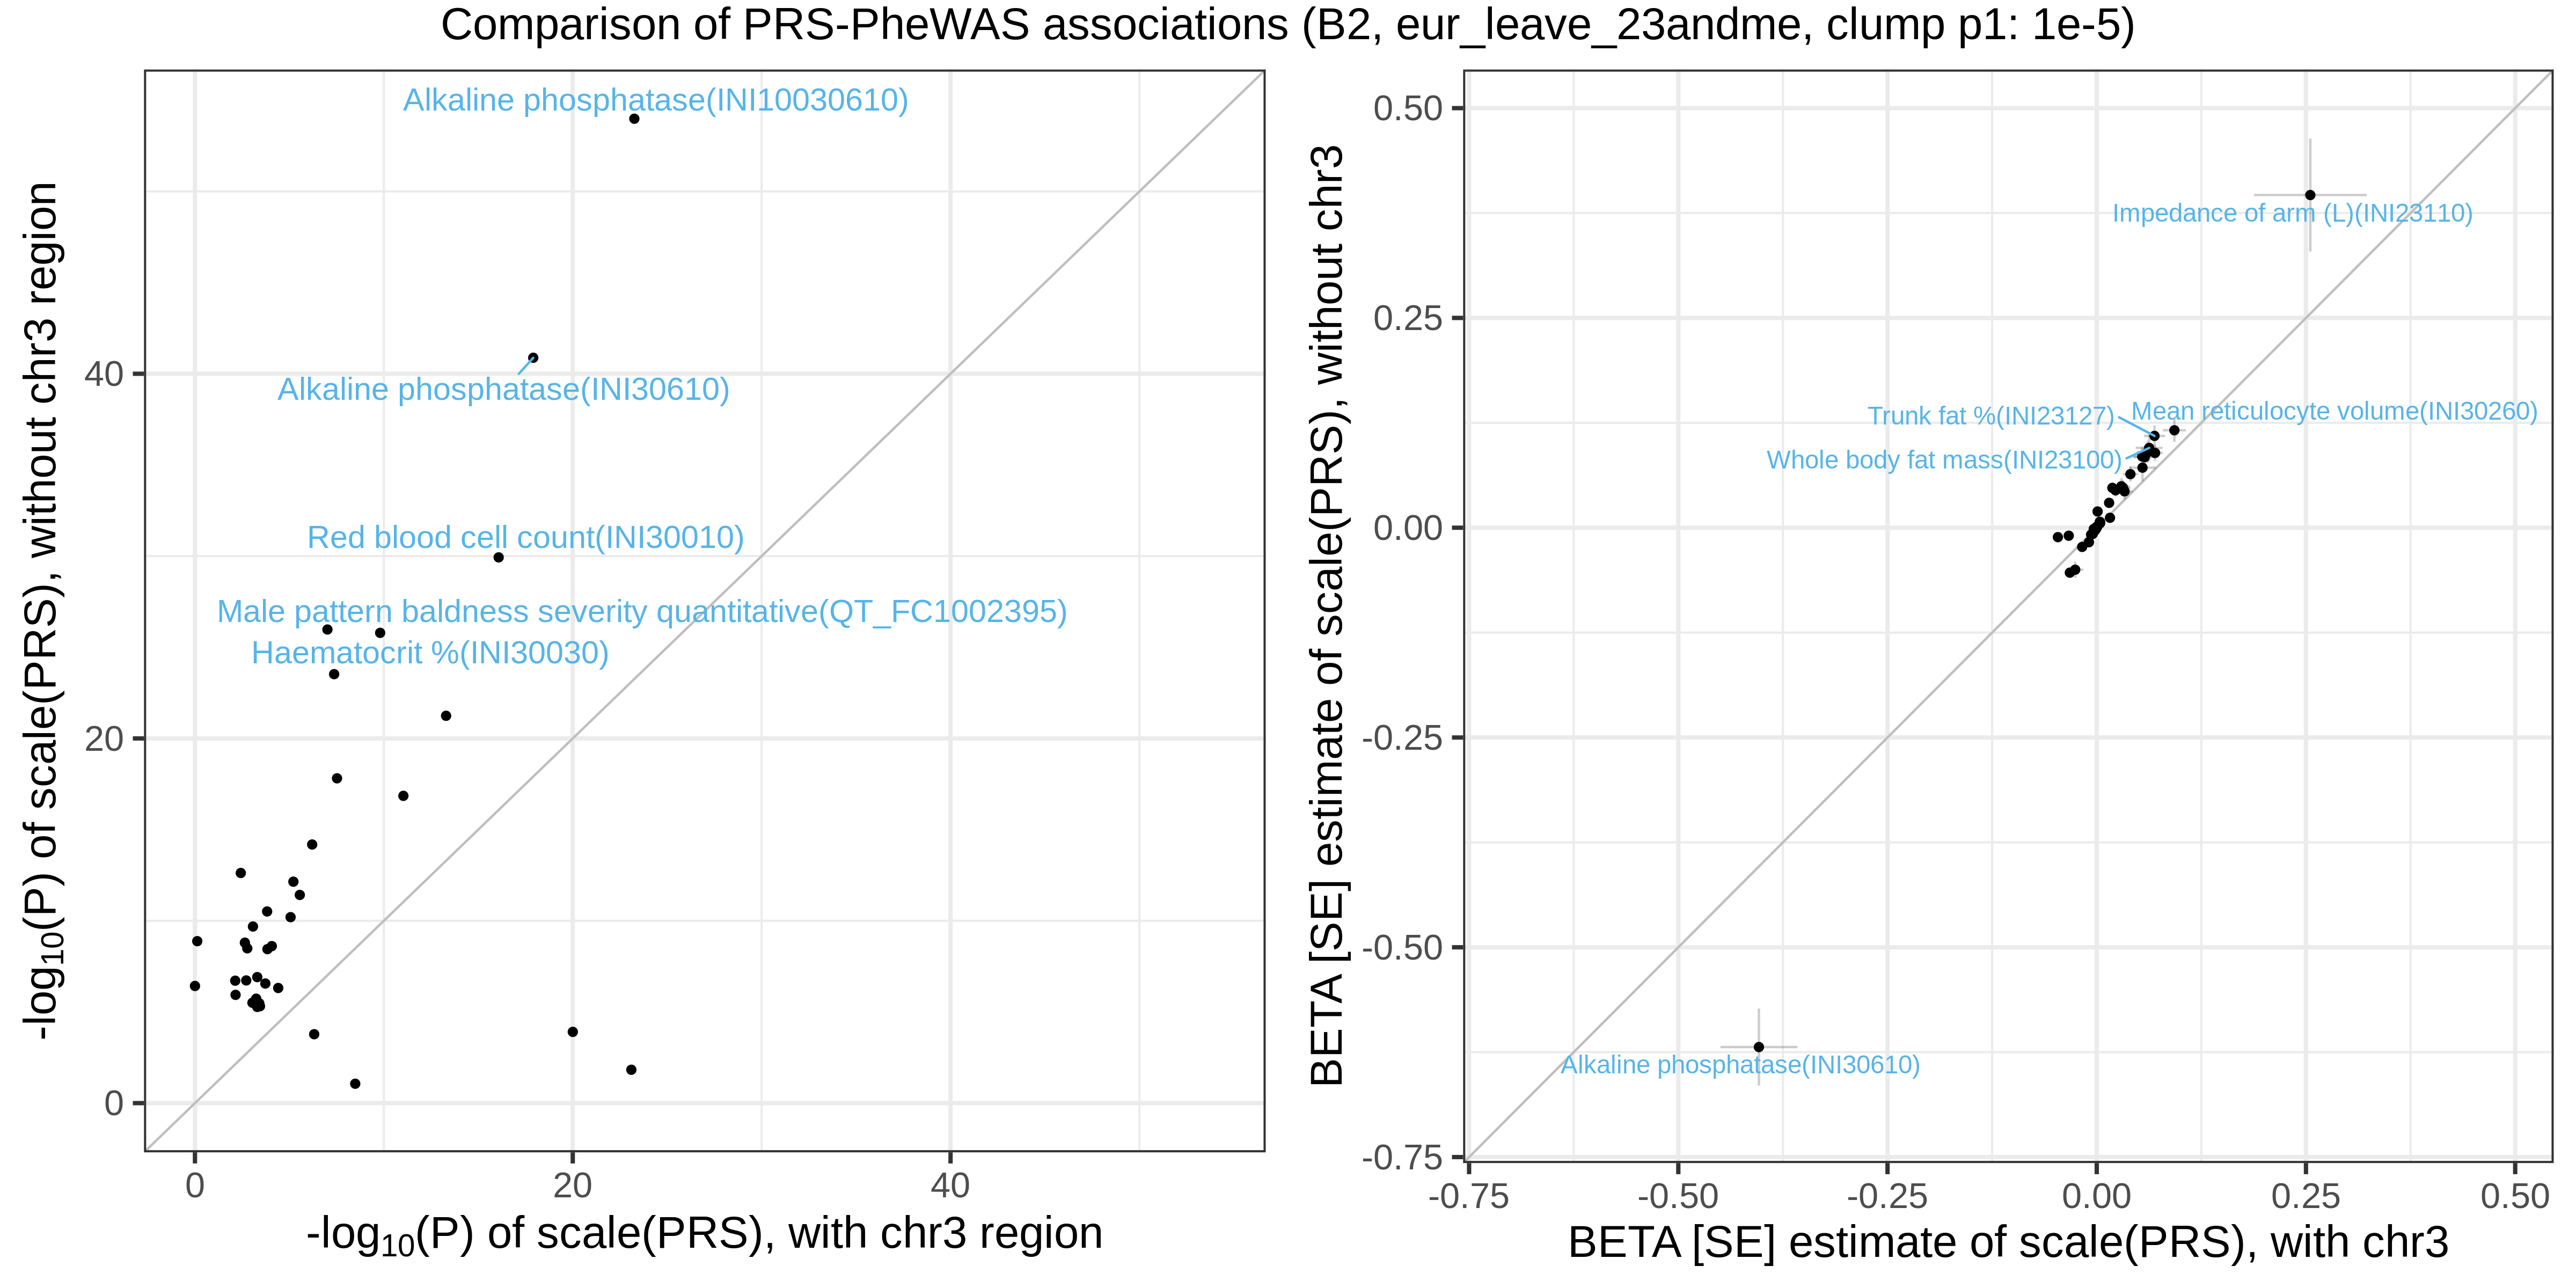 Comparison of PRS-PheWAS associations (B2, eur_leave_23andme, clump p1: 1e-5)
-log10(P) of scale(PRS), without chr3 region
40
20
0
Alkaline phosphatase(INI10030610)
Alkaline phosphatase(INI30610)
Red blood cell count(INI30010)
Male pattern baldness severity quantitative(QT_FC1002395)
Haematocrit %(INI30030)
0 20 40
-log10(P) of scale(PRS), with chr3 region
BETA [SE] estimate of scale(PRS), without chr3
0.50
0.25
0.00
-0.25
-0.50
-0.75
Impedance of arm (L)(INI23110)
Trunk fat %(INI23127)
Mean reticulocyte volume(INI30260)
Whole body fat mass(INI23100)
Alkaline phosphatase(INI30610)
-0.75 -0.50 -0.25 0.00 0.25 0.50
BETA [SE] estimate of scale(PRS), with chr3